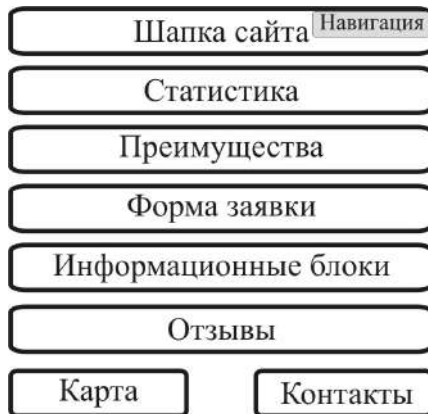 Шапка сайта Навигация
Статистика
Преимущества
Форма заявки
Информационные блоки
Отзывы
Карта Контакты